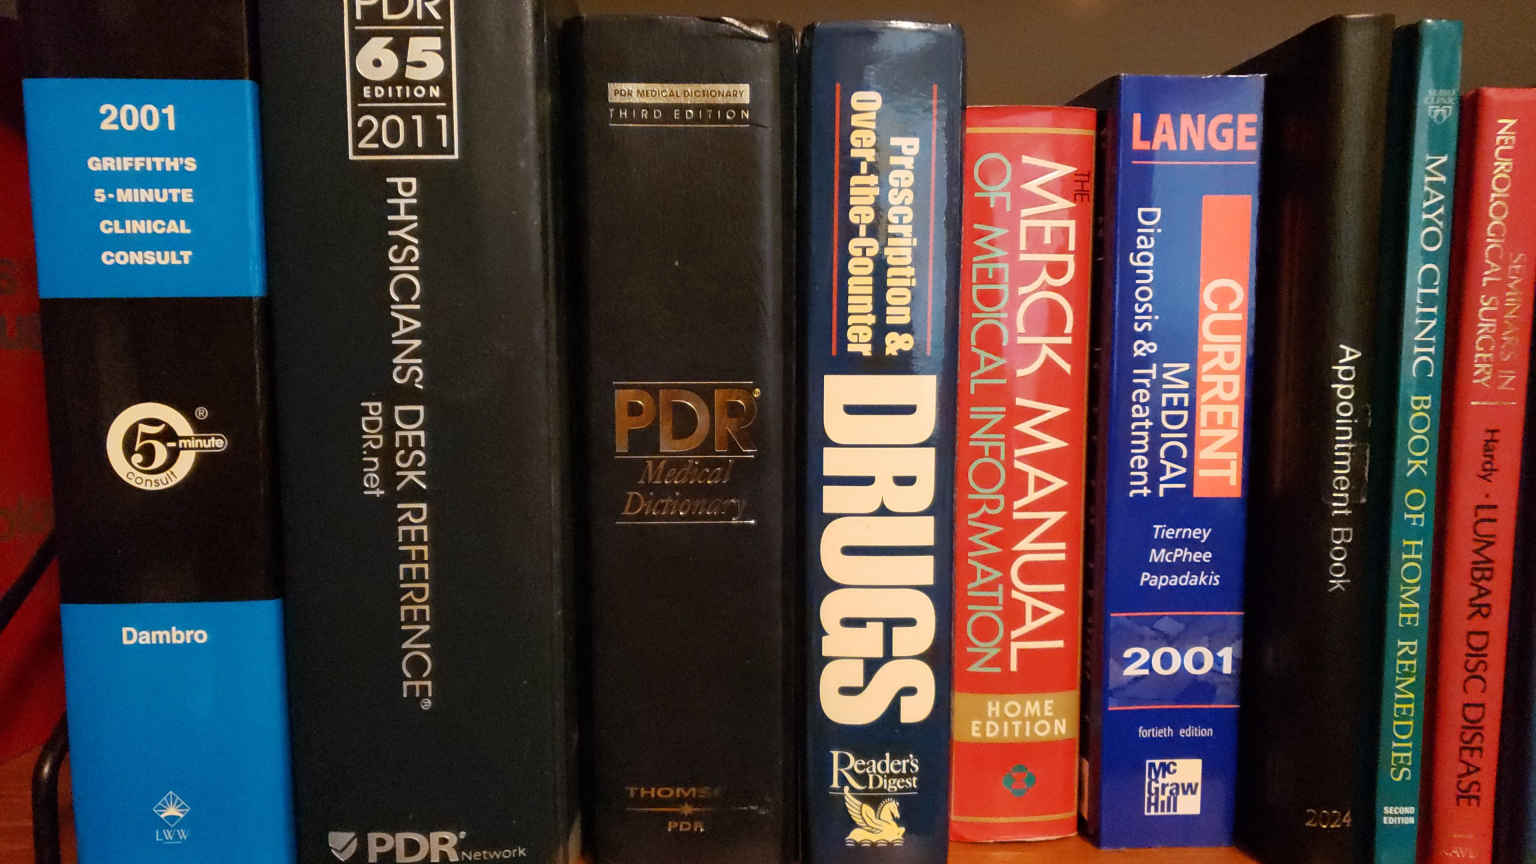 2001
GRIFFITH'S
5-MINUTE
CLINICAL
CONSULT
5-minute
consult
®
Dambro
LWW
PDR
65
EDITION
2011
PHYSICIANS' DESK REFERENCE®
PDR.net
PDR® Network
PDR MEDICAL DICTIONARY
THIRD EDITION
PDR®
Medical
Dictionary
PDR
Prescription &
Over-the-Counter
DRUGS
Reader's
Digest
THE
MERCK MANUAL
OF MEDICAL INFORMATION
HOME
EDITION
LANGE
CURRENT
MEDICAL
Diagnosis & Treatment
Tierney
McPhee
Papadakis
2001
fortieth edition
Mc
Graw
Hill
Appointment Book
2024
MAYO CLINIC BOOK OF HOME REMEDIES
SECOND
EDITION
SEMINARS IN
NEUROLOGICAL SURGERY
Hardy · LUMBAR DISC DISEASE